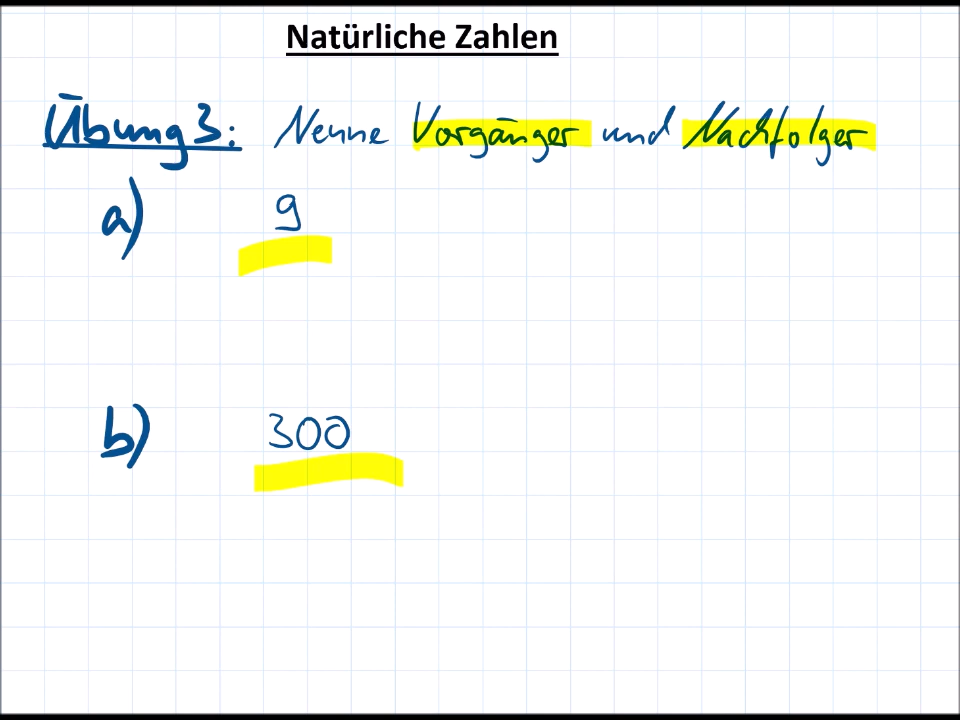 Natürliche Zahlen
Übung 3: Nenne Vorgänger und Nachfolger
a) 9
b) 300